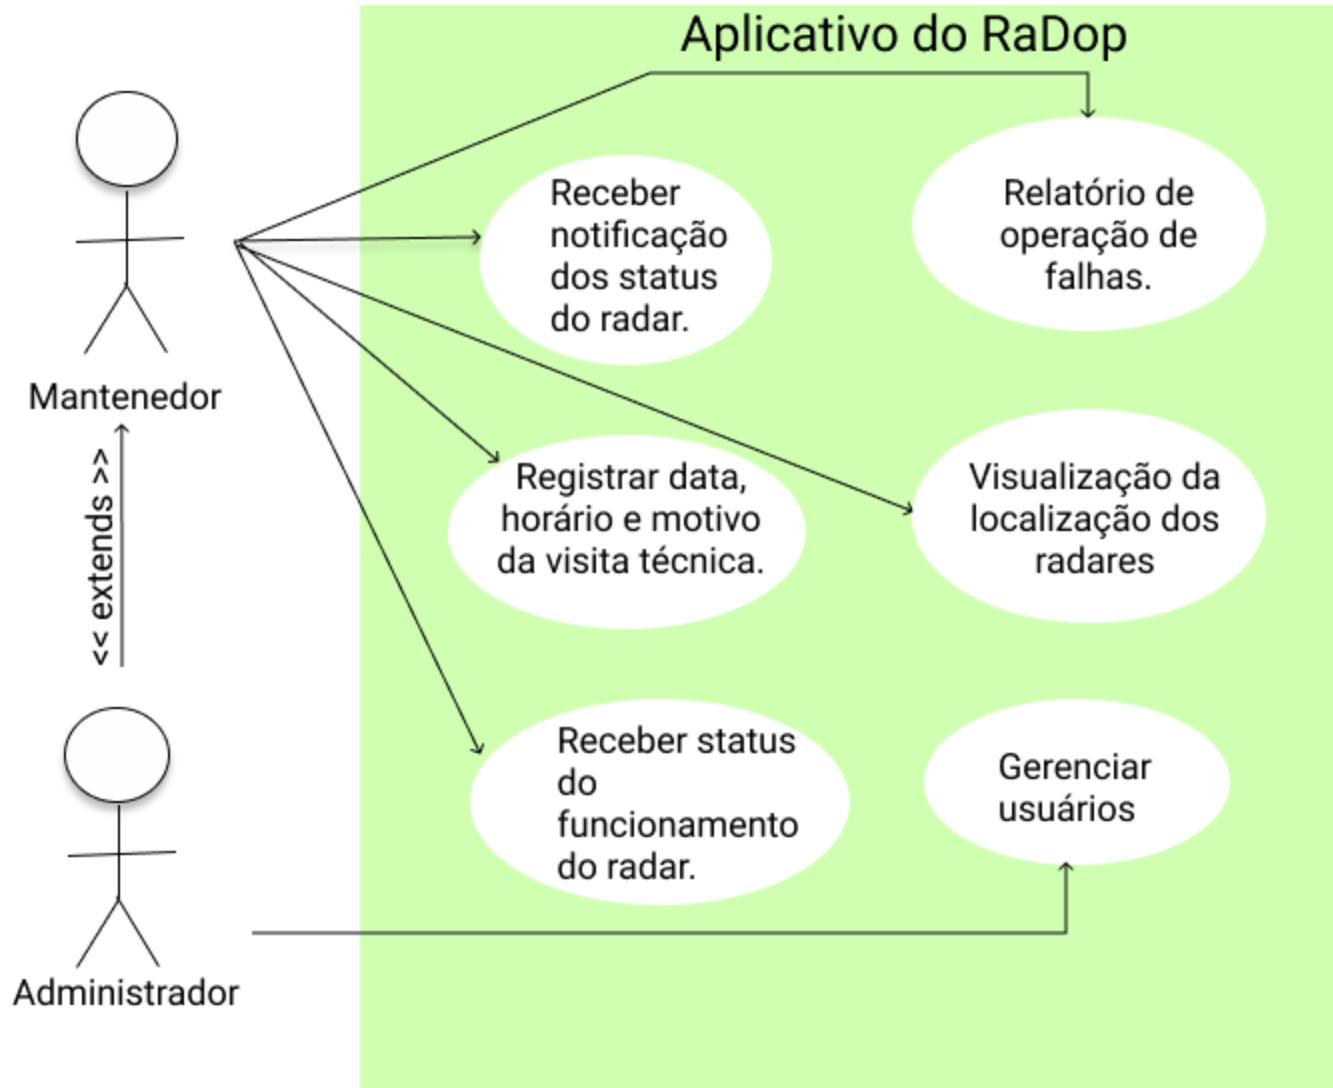 Aplicativo do RaDop
Receber
notificação
dos status
do radar.
Relatório de
operação de
falhas.
Mantenedor
<< extends >>
Registrar data,
horário e motivo
da visita técnica.
Visualização da
localização dos
radares
Receber status
do
funcionamento
do radar.
Gerenciar
usuários
Administrador